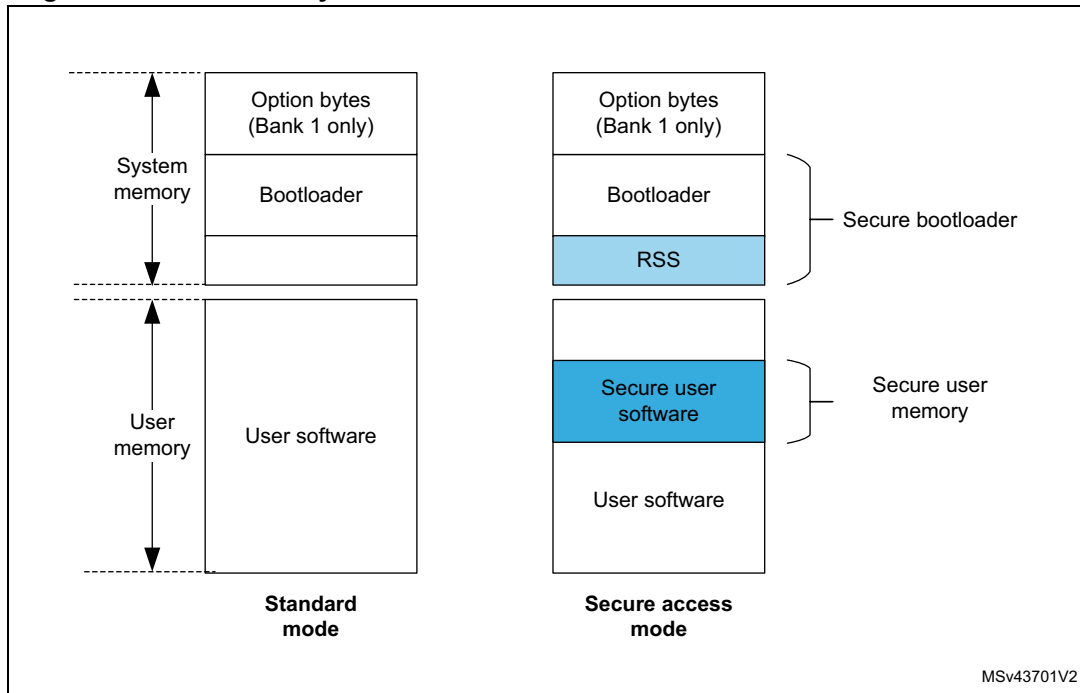 System
memory
Option bytes
(Bank 1 only)
Bootloader
User
memory
User software
Standard
mode
Option bytes
(Bank 1 only)
Bootloader
RSS
Secure bootloader
Secure user
software
Secure user
memory
User software
Secure access
mode
MSv43701V2